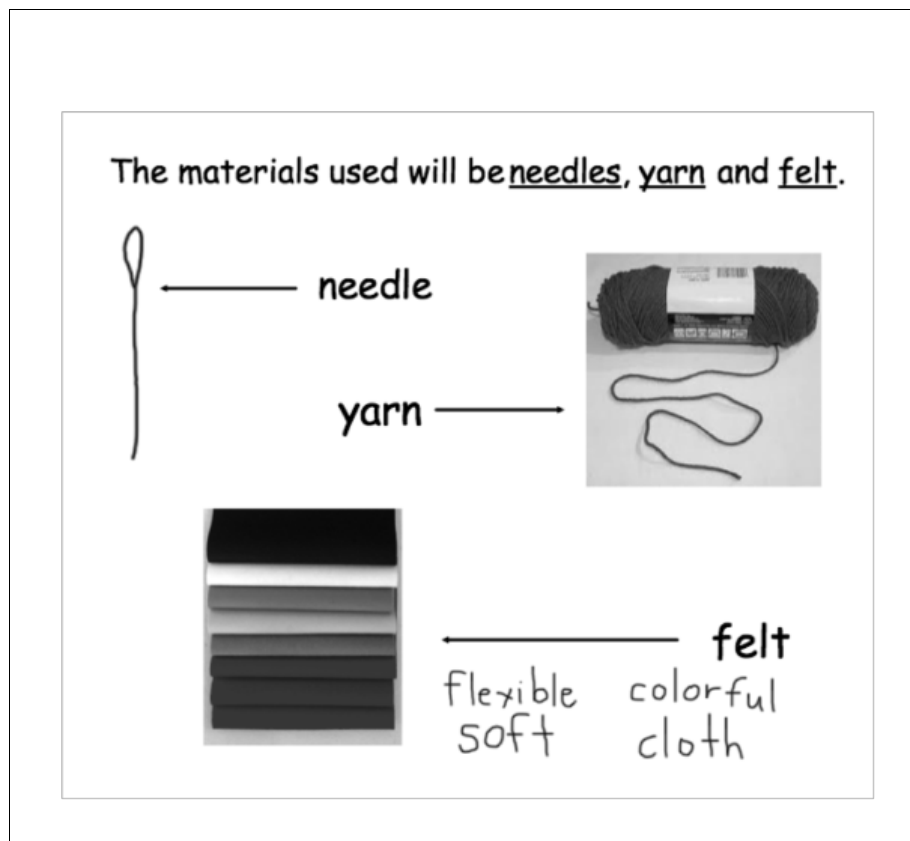 The materials used will be needles, yarn and felt.
needle
yarn
felt
flexible colorful
soft cloth